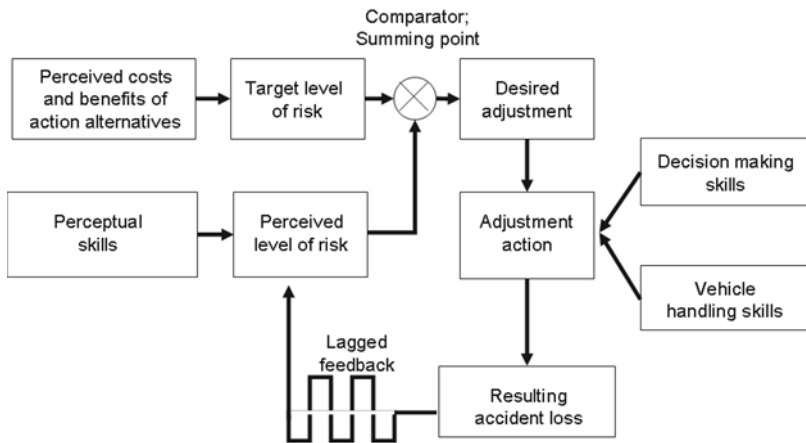 Comparator;
Summing point
Perceived costs
and benefits of
action alternatives
Target level
of risk
Desired
adjustment
Decision making
skills
Perceptual
skills
Perceived
level of risk
Adjustment
action
Vehicle
handling skills
Lagged
feedback
Resulting
accident loss